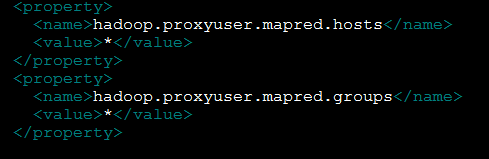 <property>
<name>hadoop.proxyuser.mapred.hosts</name>
<value>*</value>
</property>
<property>
<name>hadoop.proxyuser.mapred.groups</name>
<value>*</value>
</property>